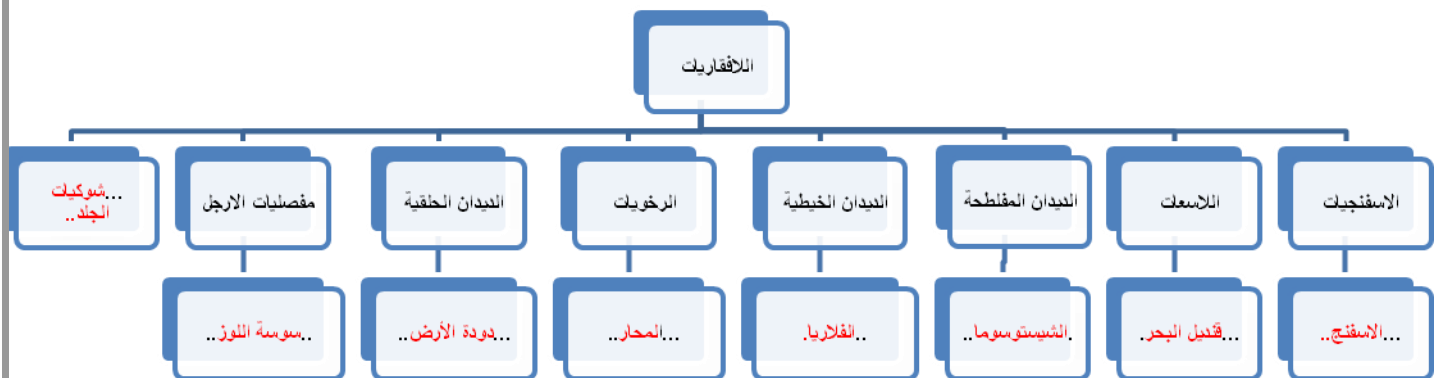 اللافقاريات
الاسفنجيات
اللاسعات
الديدان المفلطحة
الديدان الخيطية
الرخويات
الديدان الحلقية
مفصليات الارجل
...شوكيات
الجلد..
...الاسفنج..
...قنديل البحر.
.الشيستوسوما..
..الفلاريا.
...المحار..
...دودة الأرض..
..سوسة اللوز..